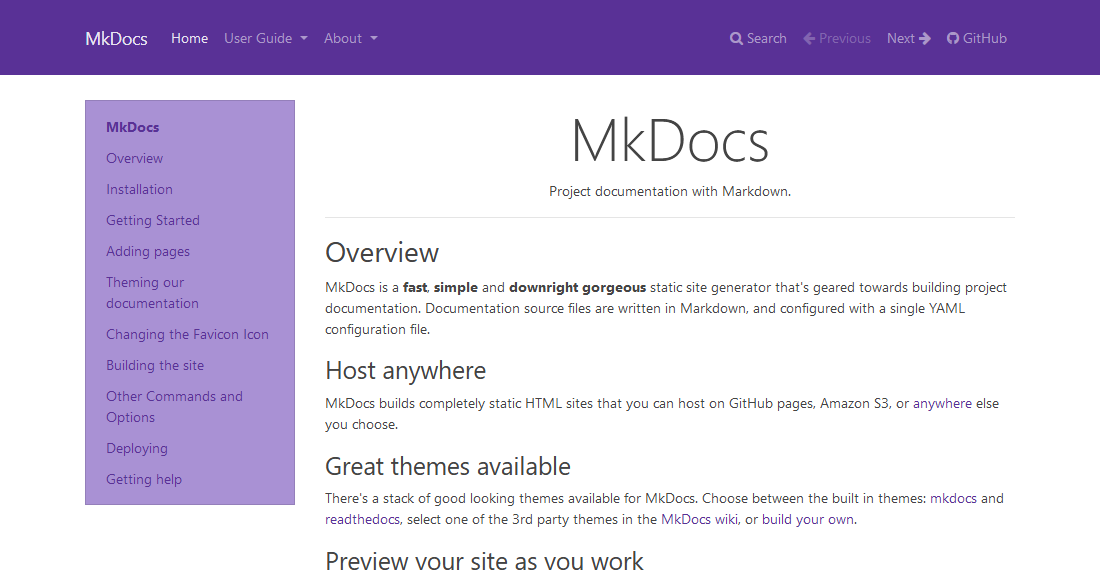 MkDocs Home User Guide About Search Previous Next GitHub
MkDocs
Overview
Installation
Getting Started
Adding pages
Theming our
documentation
Changing the Favicon Icon
Building the site
Other Commands and
Options
Deploying
Getting help
MkDocs
Project documentation with Markdown.
Overview
MkDocs is a fast, simple and downright gorgeous static site generator that's geared towards building project
documentation. Documentation source files are written in Markdown, and configured with a single YAML
configuration file.
Host anywhere
MkDocs builds completely static HTML sites that you can host on GitHub pages, Amazon S3, or anywhere else
you choose.
Great themes available
There's a stack of good looking themes available for MkDocs. Choose between the built in themes: mkdocs and
readthedocs, select one of the 3rd party themes in the MkDocs wiki, or build your own.
Preview your site as you work